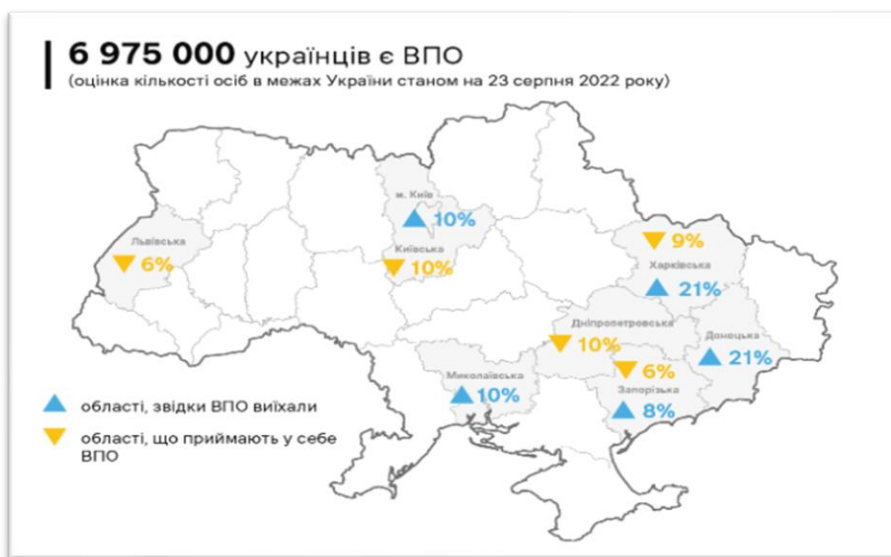 6 975 000 українців є ВПО
(оцінка кількості осіб в межах України станом на 23 серпня 2022 року)
м. Київ
10%
Львівська
6%
Київська
10%
9%
Харківська
21%
Дніпропетровська
10%
Донецька
21%
6%
Запорізька
8%
Миколаївська
10%
області, звідки ВПО виїхали
області, що приймають у себе
ВПО